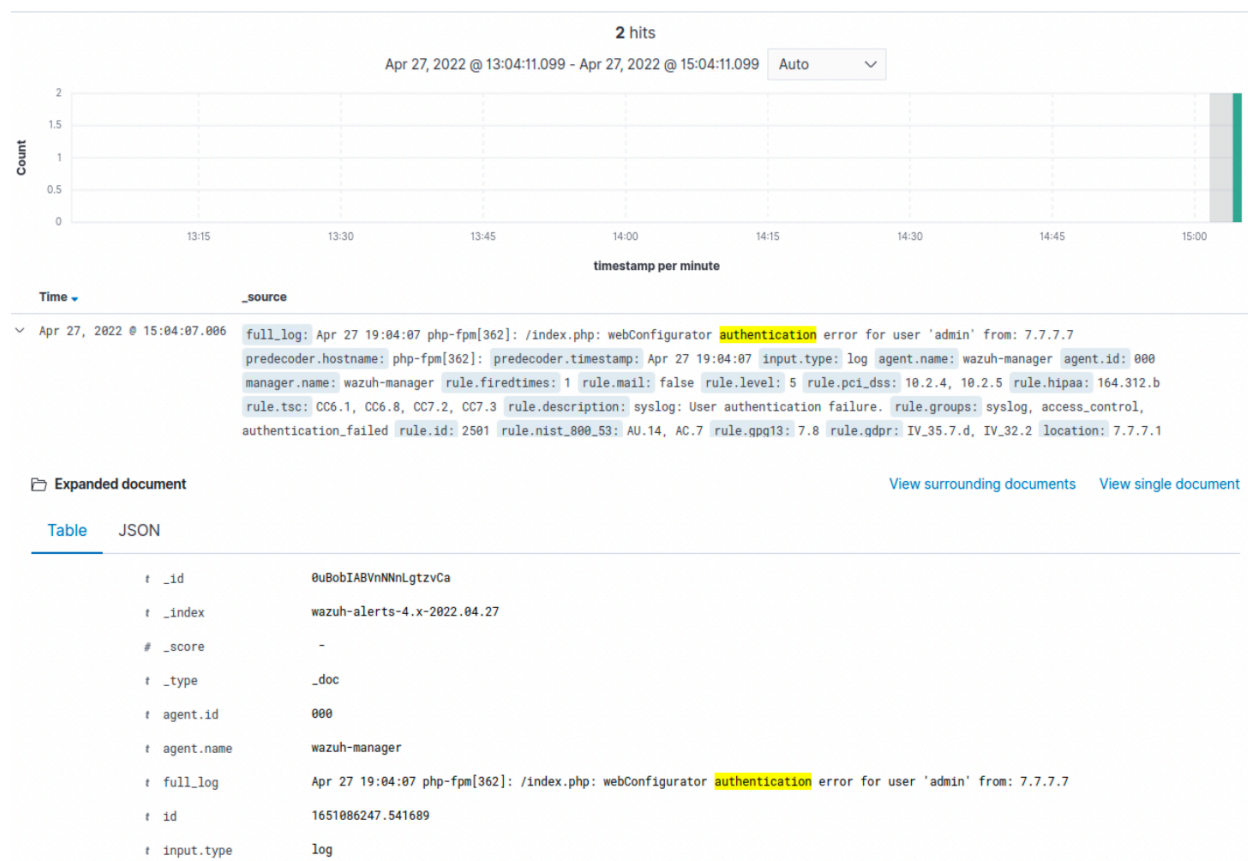 2 hits
Apr 27, 2022 @ 13:04:11.099 - Apr 27, 2022 @ 15:04:11.099 Auto
2
1.5
1
0.5
0
Count
13:15 13:30 13:45 14:00 14:15 14:30 14:45 15:00
timestamp per minute
Time _source
Apr 27, 2022 @ 15:04:07.006 full_log: Apr 27 19:04:07 php-fpm[362]: /index.php: webConfigurator authentication error for user 'admin' from: 7.7.7.7
predecoder.hostname: php-fpm[362]: predecoder.timestamp: Apr 27 19:04:07 input.type: log agent.name: wazuh-manager agent.id: 000
manager.name: wazuh-manager rule.firedtimes: 1 rule.mail: false rule.level: 5 rule.pci_dss: 10.2.4, 10.2.5 rule.hipaa: 164.312.b
rule.tsc: CC6.1, CC6.8, CC7.2, CC7.3 rule.description: syslog: User authentication failure. rule.groups: syslog, access_control,
authentication_failed rule.id: 2501 rule.nist_800_53: AU.14, AC.7 rule.gpg13: 7.8 rule.gdpr: IV_35.7.d, IV_32.2 location: 7.7.7.1
Expanded document View surrounding documents View single document
Table JSON
t _id 0uBobIABVnNNnLgtzvCa
t _index wazuh-alerts-4.x-2022.04.27
# _score -
t _type _doc
t agent.id 000
t agent.name wazuh-manager
t full_log Apr 27 19:04:07 php-fpm[362]: /index.php: webConfigurator authentication error for user 'admin' from: 7.7.7.7
t id 1651086247.541689
t input.type log